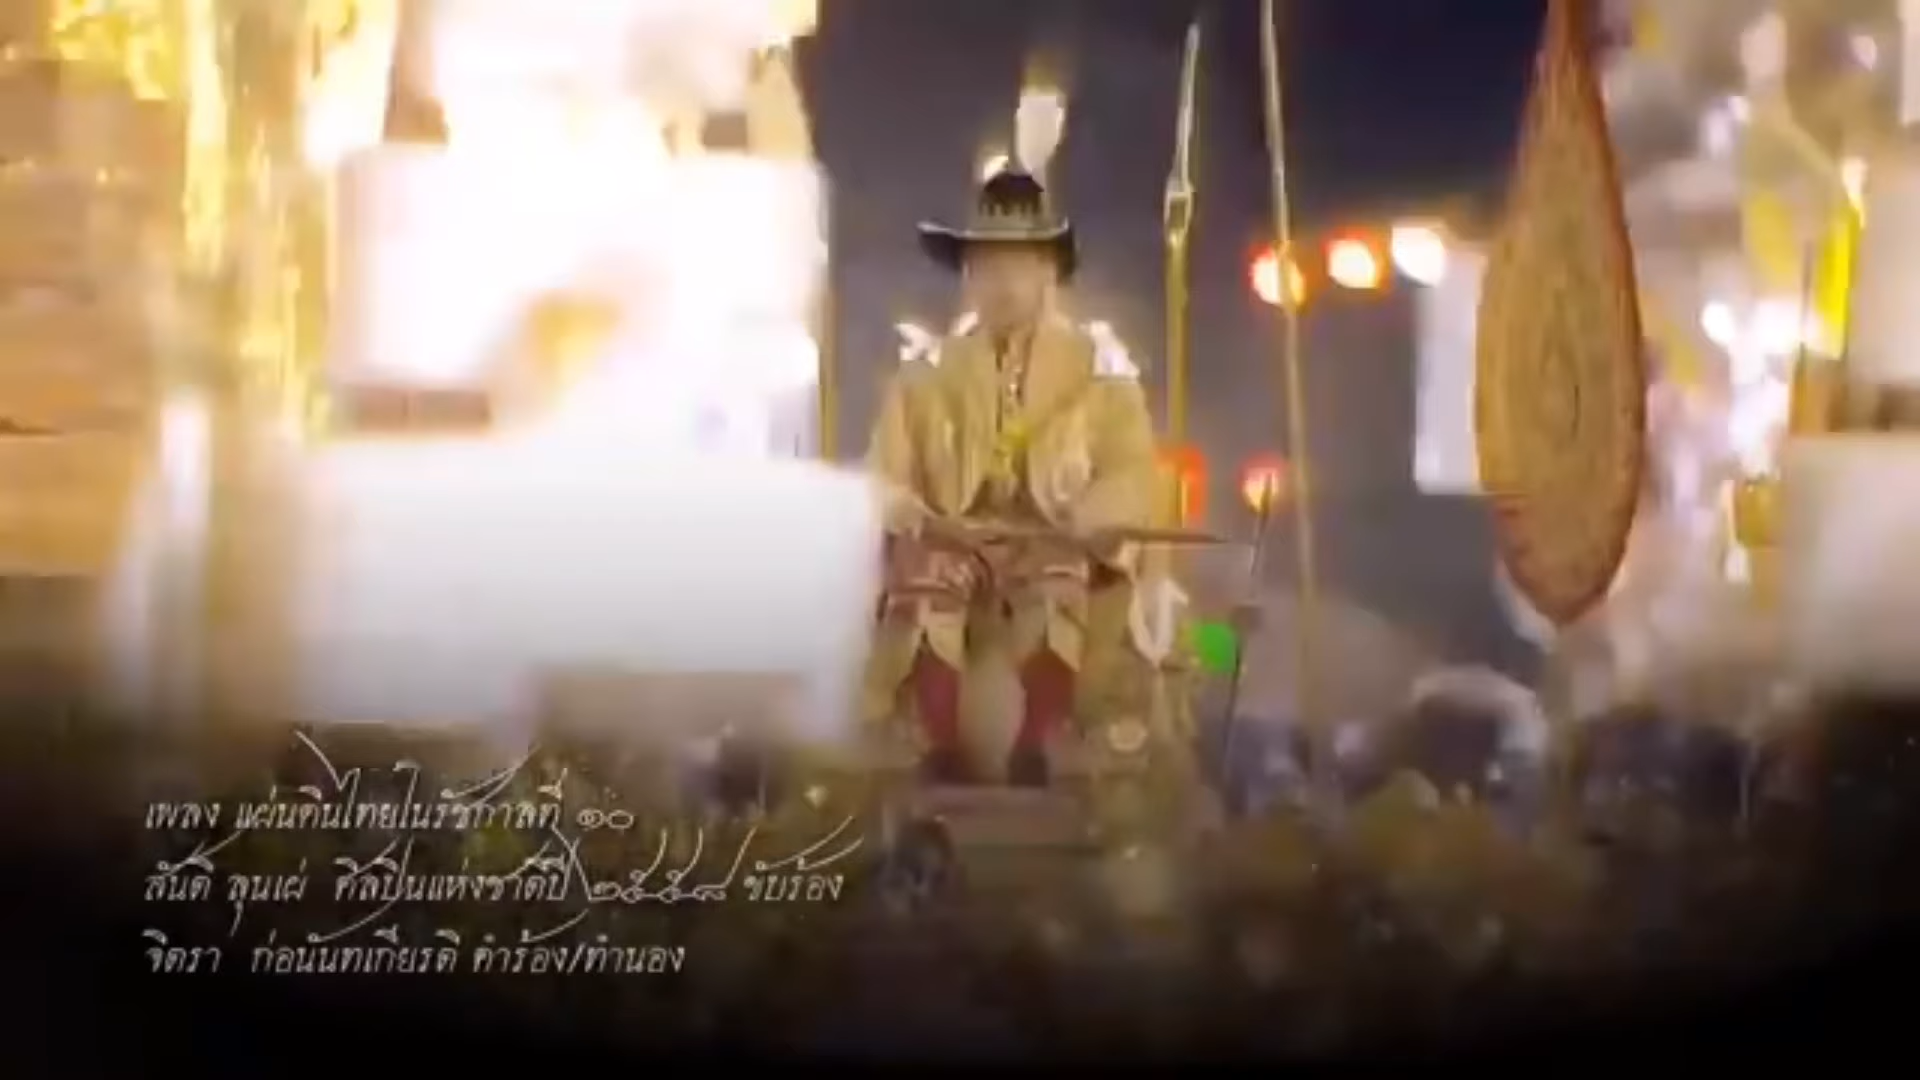 เพลง แผ่นดินไทยในรัชกาลที่ ๑๐
สันติ ลุนเผ่ ศิลปินแห่งชาติปี ๒๕๕๘ ขับร้อง
จิตรา ก่อนันทเกียรติ คำร้อง/ทำนอง